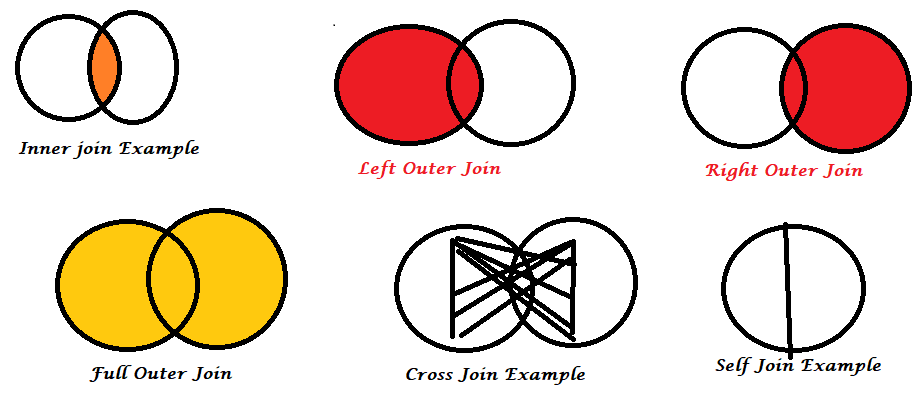 Inner join Example
Left Outer Join
Right Outer Join
Full Outer Join
Cross Join Example
Self Join Example